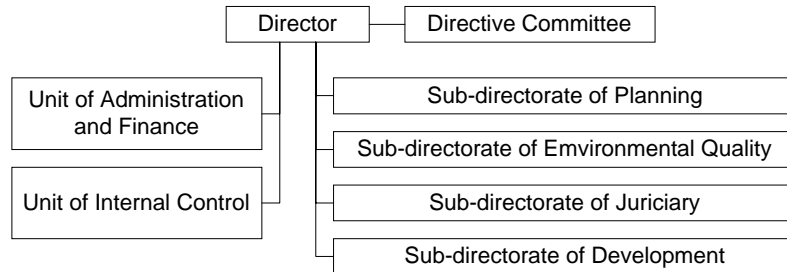 Director
Directive Committee
Unit of Administration
and Finance
Unit of Internal Control
Sub-directorate of Planning
Sub-directorate of Emvironmental Quality
Sub-directorate of Juriciary
Sub-directorate of Development